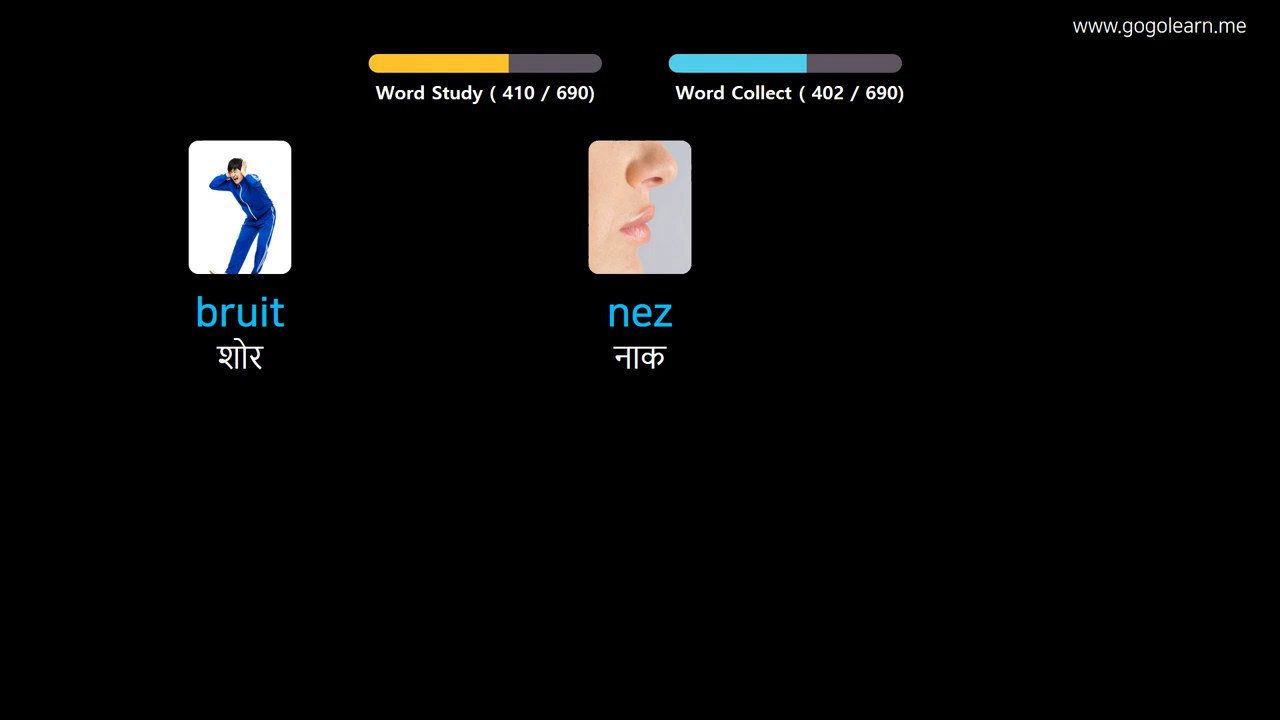 www.gogolearn.me
Word Study ( 410 / 690)
Word Collect ( 402 / 690)
bruit
शोर
nez
नाक